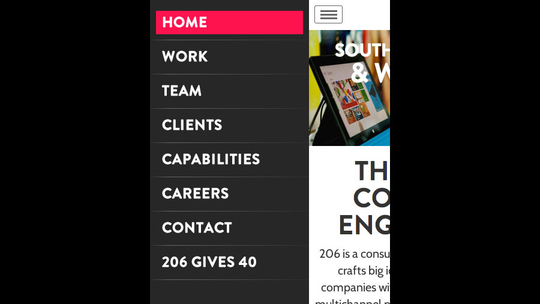 HOME
WORK
TEAM
CLIENTS
CAPABILITIES
CAREERS
CONTACT
206 GIVES 40
SOUTH
& W
TH
CO
ENG
206 is a consu
crafts big i
companies wi
multichannel